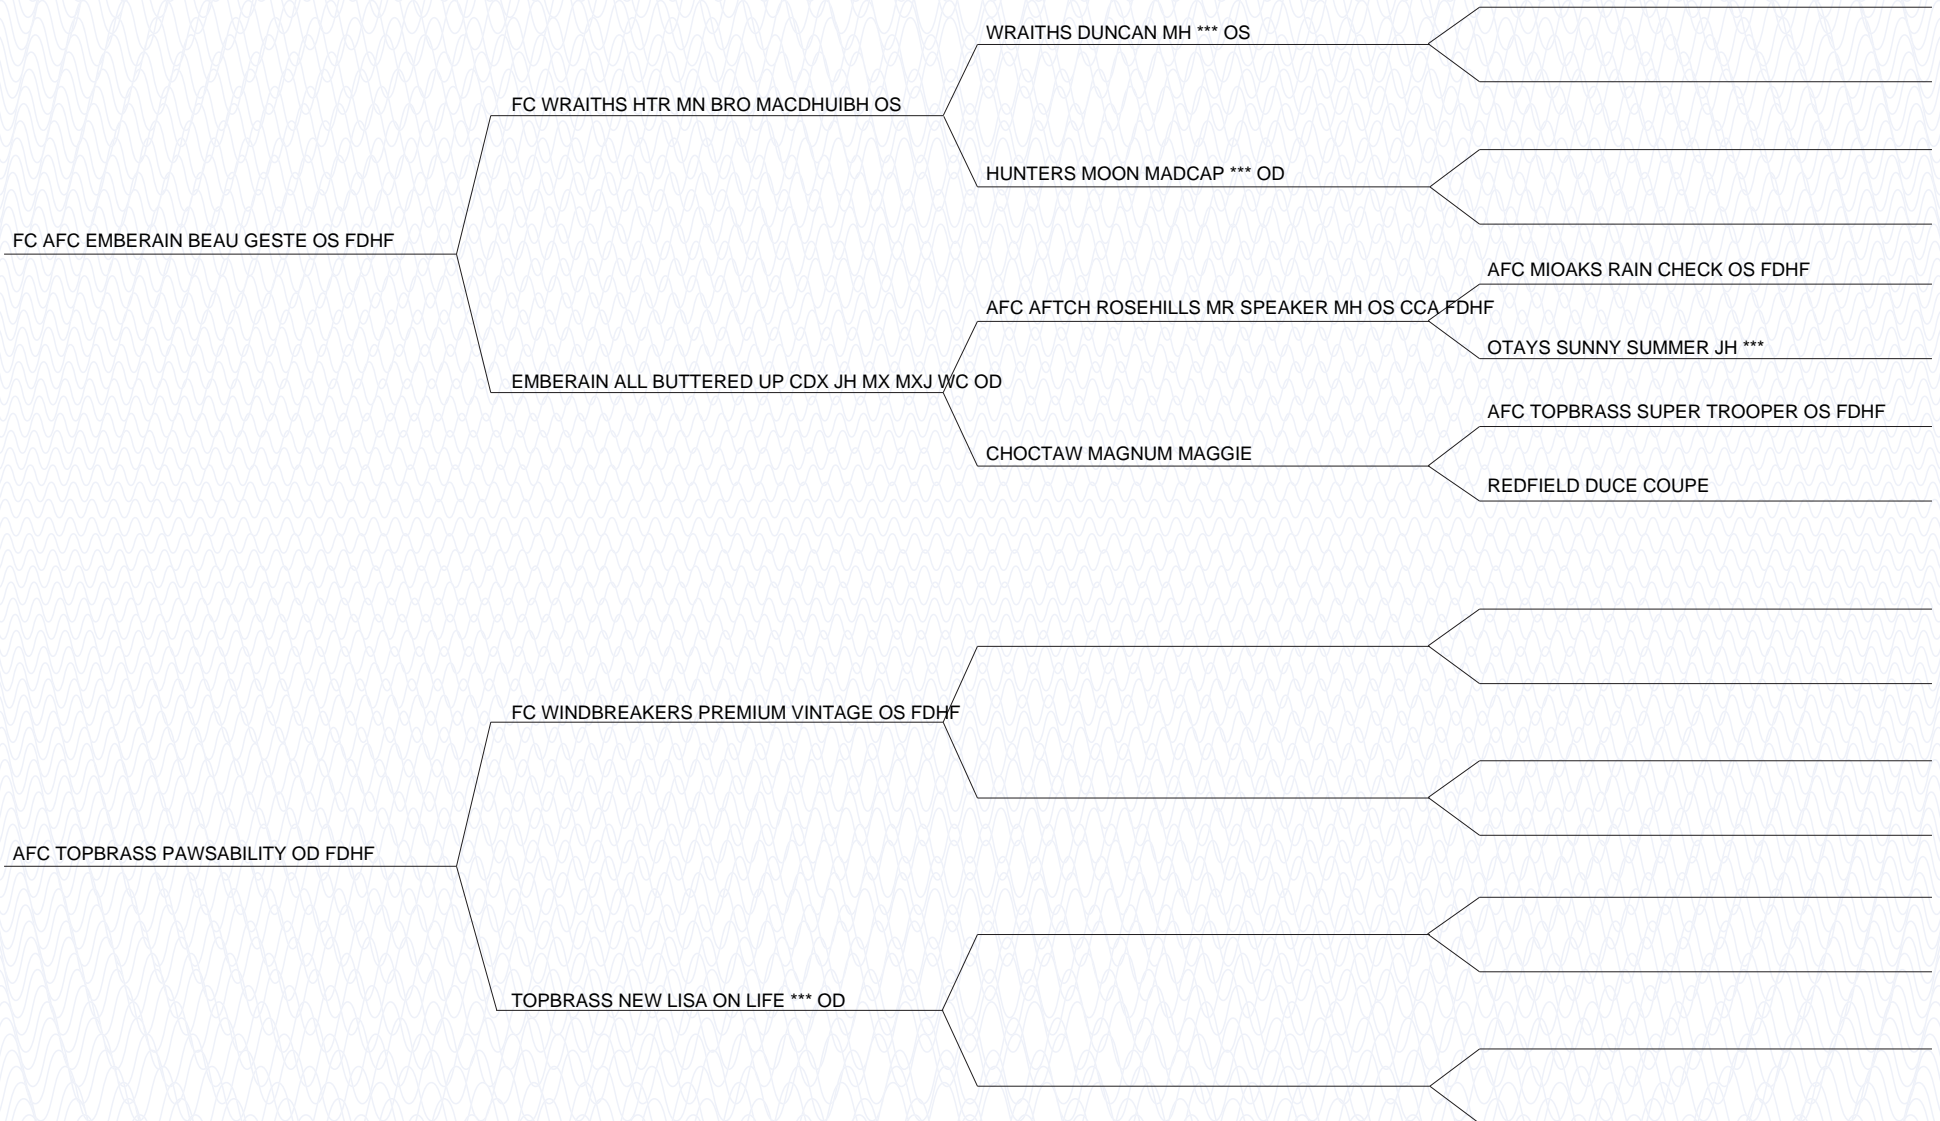 WRAITHS DUNCAN MH *** OS
FC WRAITHS HTR MN BRO MACDHUIBH OS
HUNTERS MOON MADCAP *** OD
FC AFC EMBERAIN BEAU GESTE OS FDHF
AFC MIOAKS RAIN CHECK OS FDHF
AFC AFTCH ROSEHILLS MR SPEAKER MH OS CCA FDHF
OTAYS SUNNY SUMMER JH ***
EMBERAIN ALL BUTTERED UP CDX JH MX MXJ WC OD
AFC TOPBRASS SUPER TROOPER OS FDHF
CHOCTAW MAGNUM MAGGIE
REDFIELD DUCE COUPE
FC WINDBREAKERS PREMIUM VINTAGE OS FDHF
AFC TOPBRASS PAWSABILITY OD FDHF
TOPBRASS NEW LISA ON LIFE *** OD